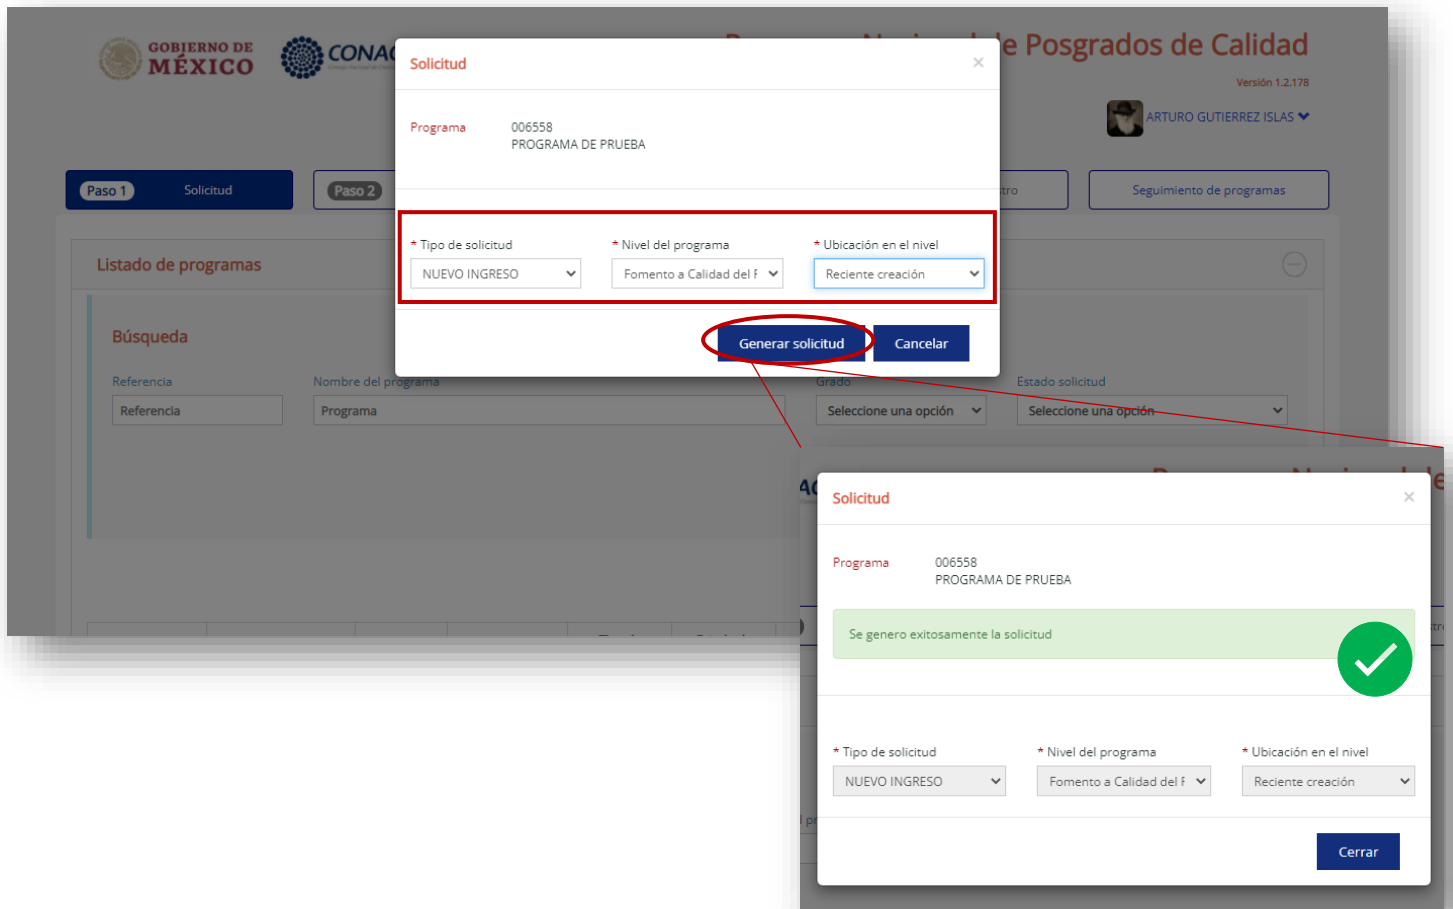 GOBIERNO DE
MÉXICO
CONAC
de Posgrados de Calidad
Versión 1.2.178
ARTURO GUTIERREZ ISLAS
Paso 1 Solicitud
Paso 2
Seguimiento de programas
Listado de programas
Búsqueda
Referencia Nombre del programa Grado Estado solicitud
Referencia Programa Seleccione una opción Seleccione una opción
Solicitud ×
Programa 006558
PROGRAMA DE PRUEBA
* Tipo de solicitud * Nivel del programa * Ubicación en el nivel
NUEVO INGRESO Fomento a Calidad del F Reciente creación
Generar solicitud Cancelar
Solicitud ×
Programa 006558
PROGRAMA DE PRUEBA
Se genero exitosamente la solicitud
* Tipo de solicitud * Nivel del programa * Ubicación en el nivel
NUEVO INGRESO Fomento a Calidad del F Reciente creación
Cerrar